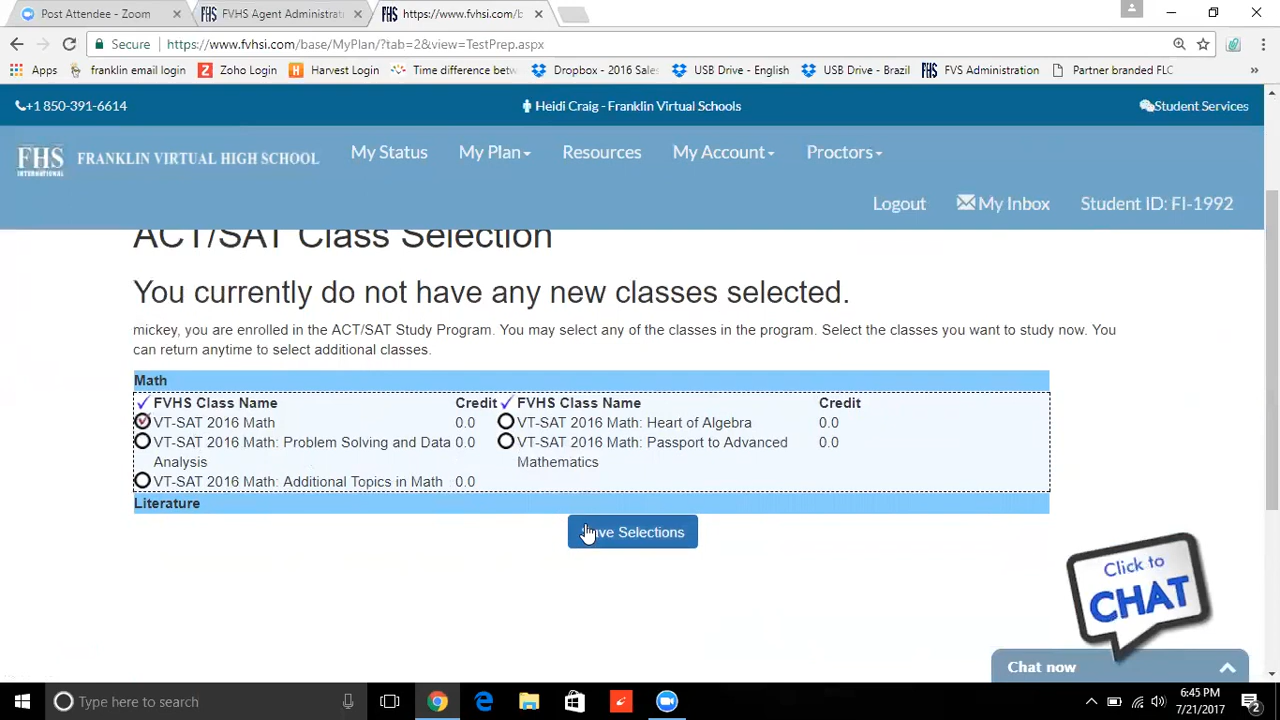 Post Attendee - Zoom
FVHS Agent Administrat
https://www.fvhsi.com/b
Secure
https://www.fvhsi.com/base/MyPlan/?tab=2&view=TestPrep.aspx
Apps
franklin email login
Zoho Login
Harvest Login
Time difference betw
Dropbox - 2016 Sales
USB Drive - English
USB Drive - Brazil
FVS Administration
Partner branded FLC
+1 850-391-6614
Heidi Craig - Franklin Virtual Schools
Student Services
FHS INTERNATIONAL
FRANKLIN VIRTUAL HIGH SCHOOL
My Status
My Plan
Resources
My Account
Proctors
Logout
My Inbox
Student ID: FI-1992
ACT/SAT Class Selection
You currently do not have any new classes selected.
mickey, you are enrolled in the ACT/SAT Study Program. You may select any of the classes in the program. Select the classes you want to study now. You
can return anytime to select additional classes.
Math
FVHS Class Name Credit FVHS Class Name Credit
VT-SAT 2016 Math 0.0 VT-SAT 2016 Math: Heart of Algebra 0.0
VT-SAT 2016 Math: Problem Solving and Data 0.0 VT-SAT 2016 Math: Passport to Advanced 0.0
Analysis Mathematics
VT-SAT 2016 Math: Additional Topics in Math 0.0
Literature
Selections
Click to
CHAT
Chat now
Type here to search
6:45 PM
7/21/2017
2